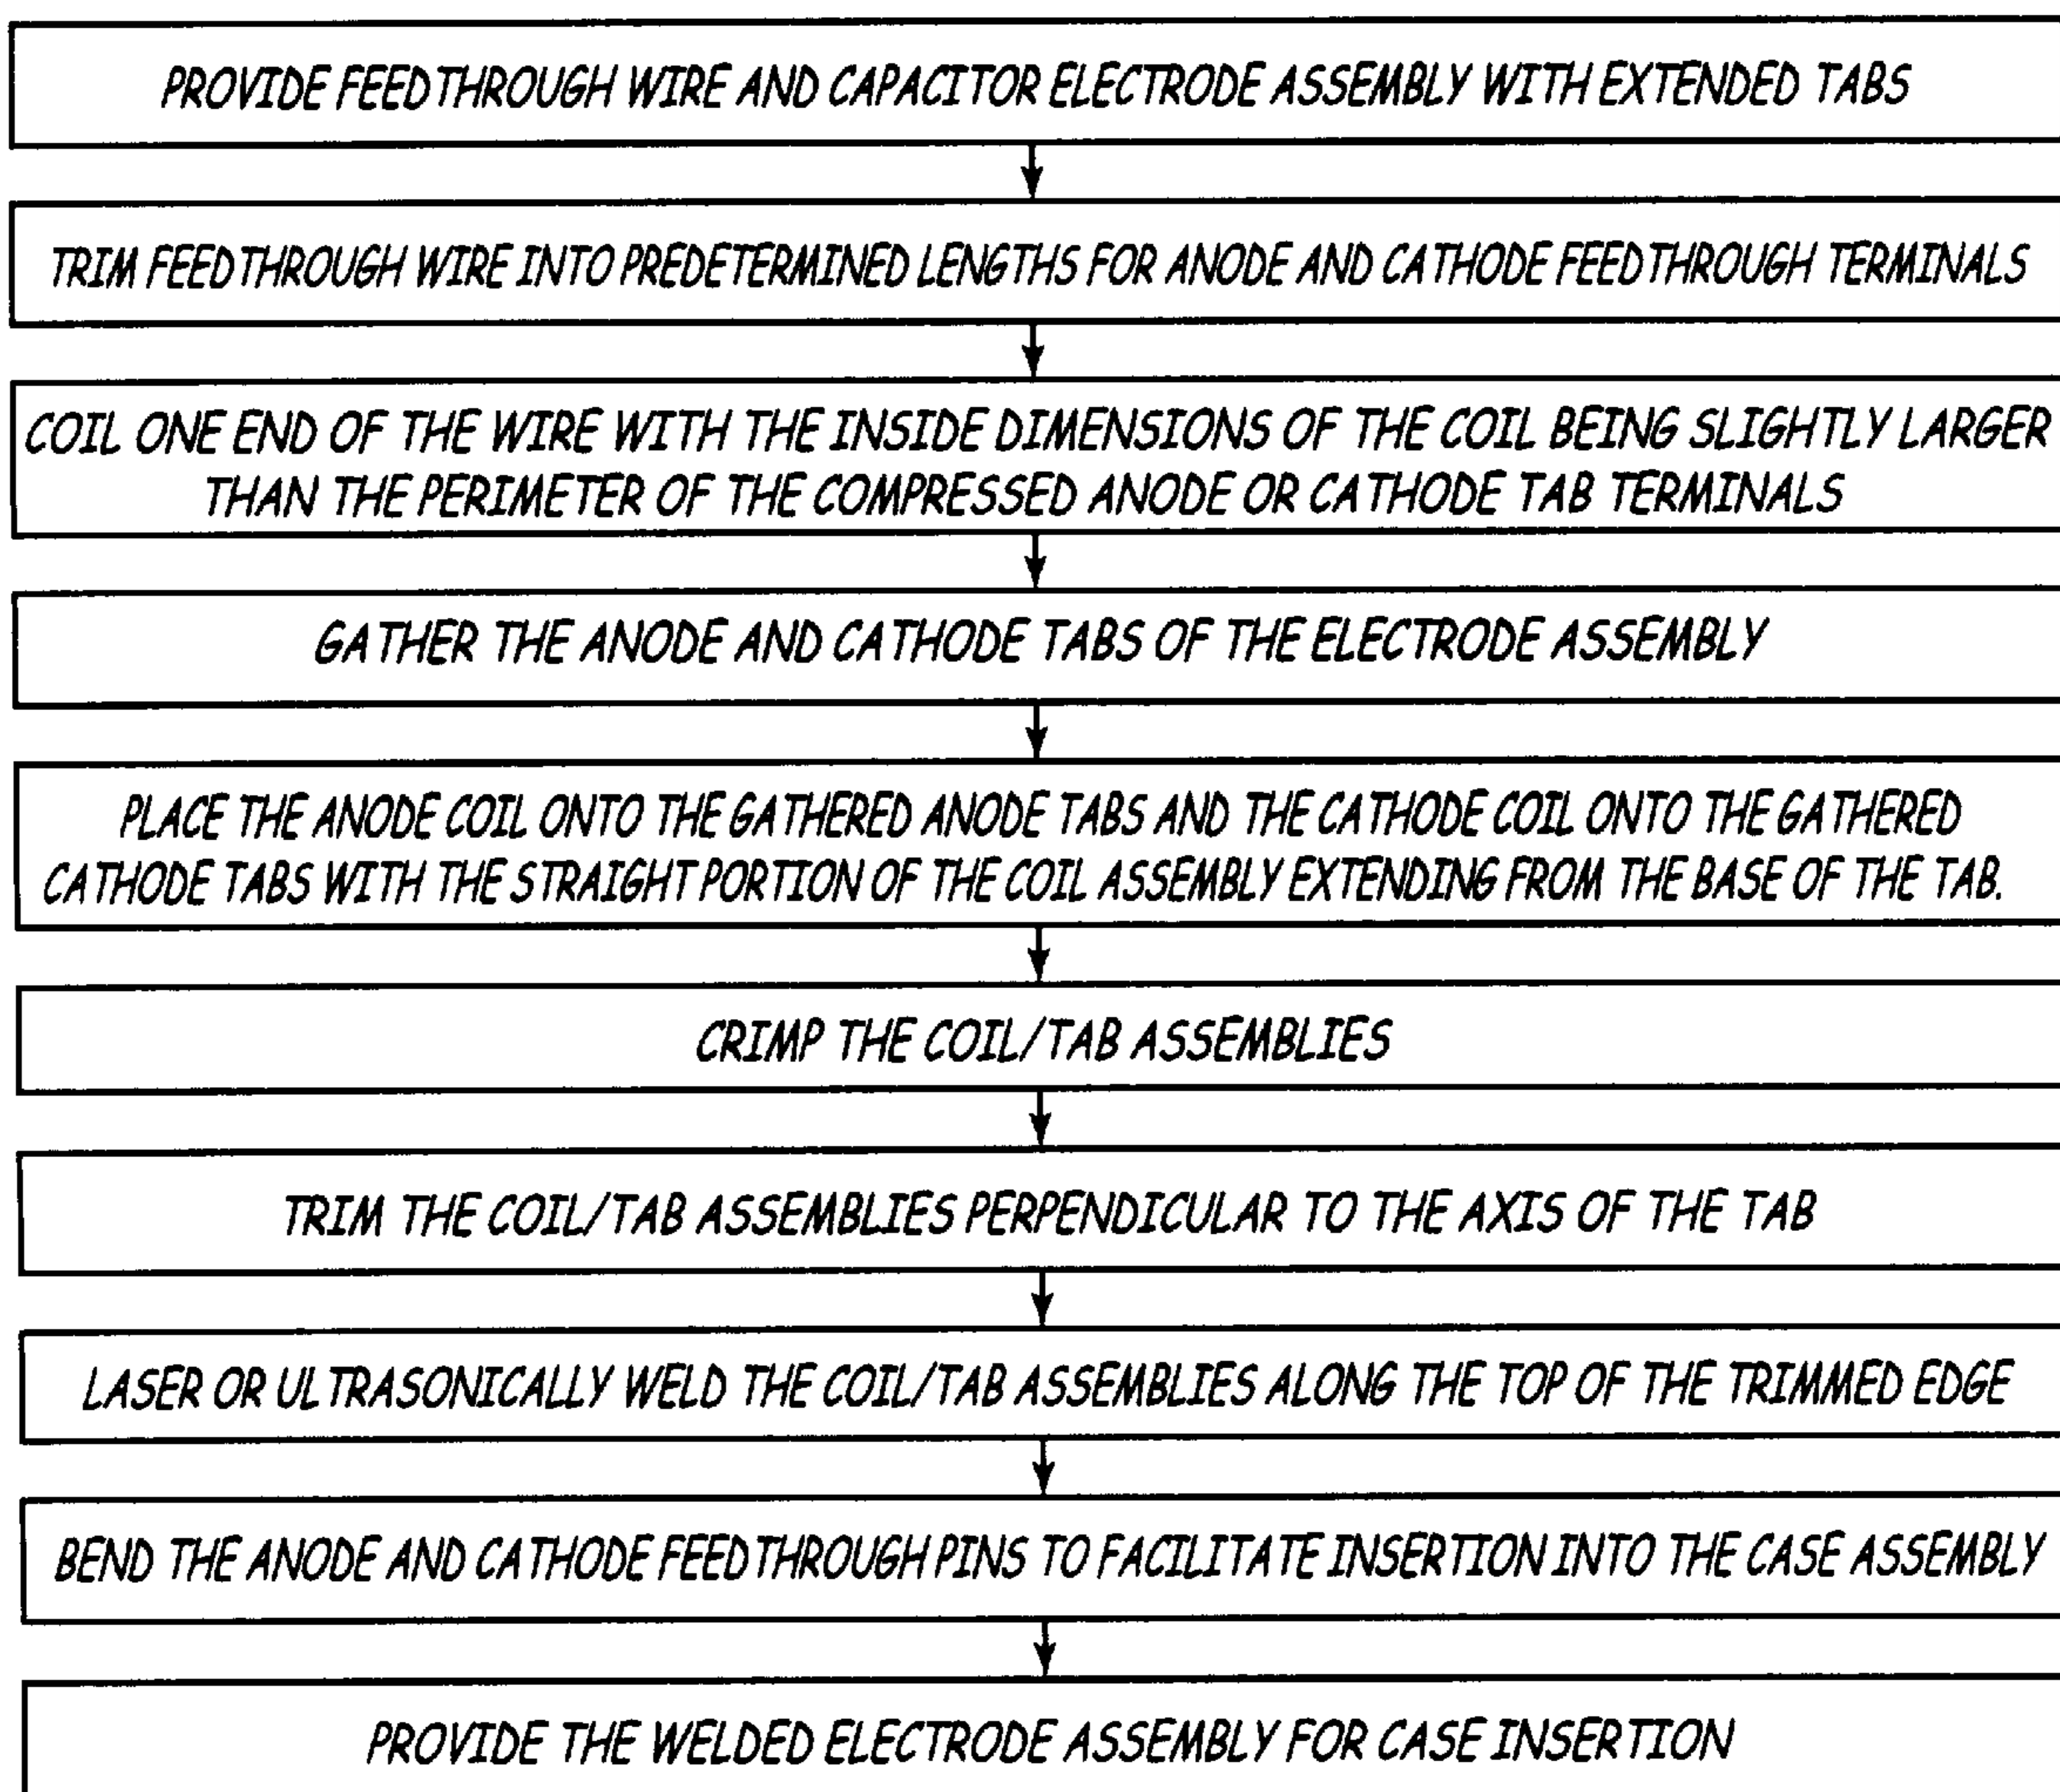 PROVIDE FEEDTHROUGH WIRE AND CAPACITOR ELECTRODE ASSEMBLY WITH EXTENDED TABS
TRIM FEEDTHROUGH WIRE INTO PREDETERMINED LENGTHS FOR ANODE AND CATHODE FEEDTHROUGH TERMINALS
COIL ONE END OF THE WIRE WITH THE INSIDE DIMENSIONS OF THE COIL BEING SLIGHTLY LARGER
THAN THE PERIMETER OF THE COMPRESSED ANODE OR CATHODE TAB TERMINALS
GATHER THE ANODE AND CATHODE TABS OF THE ELECTRODE ASSEMBLY
PLACE THE ANODE COIL ONTO THE GATHERED ANODE TABS AND THE CATHODE COIL ONTO THE GATHERED
CATHODE TABS WITH THE STRAIGHT PORTION OF THE COIL ASSEMBLY EXTENDING FROM THE BASE OF THE TAB.
CRIMP THE COIL/TAB ASSEMBLIES
TRIM THE COIL/TAB ASSEMBLIES PERPENDICULAR TO THE AXIS OF THE TAB
LASER OR ULTRASONICALLY WELD THE COIL/TAB ASSEMBLIES ALONG THE TOP OF THE TRIMMED EDGE
BEND THE ANODE AND CATHODE FEEDTHROUGH PINS TO FACILITATE INSERTION INTO THE CASE ASSEMBLY
PROVIDE THE WELDED ELECTRODE ASSEMBLY FOR CASE INSERTION